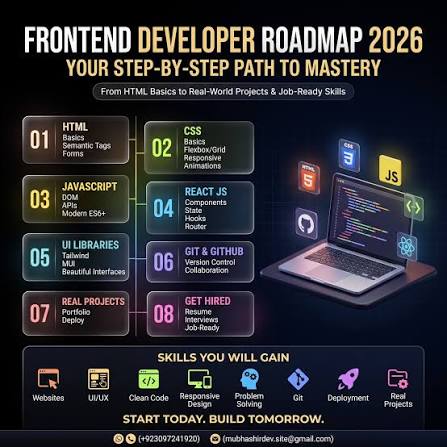 FRONTEND DEVELOPER ROADMAP 2026
YOUR STEP-BY-STEP PATH TO MASTERY
From HTML Basics to Real-World Projects & Job-Ready Skills
01
HTML
Basics
Semantic Tags
Forms
02
CSS
Basics
Flexbox/Grid
Responsive
Animations
03
JAVASCRIPT
DOM
APIs
Modern ES6+
04
REACT JS
Components
State
Hooks
Router
05
UI LIBRARIES
Tailwind
MUI
Beautiful Interfaces
06
GIT & GITHUB
Version Control
Collaboration
07
REAL PROJECTS
Portfolio
Deploy
08
GET HIRED
Resume
Interviews
Job-Ready
HTML
5
CSS
3
JS
SKILLS YOU WILL GAIN
Websites
UI/UX
Clean Code
Responsive
Design
Problem
Solving
Git
Deployment
Real
Projects
START TODAY. BUILD TOMORROW.
(+923097241920) (mubhashirdev.site@gmail.com)